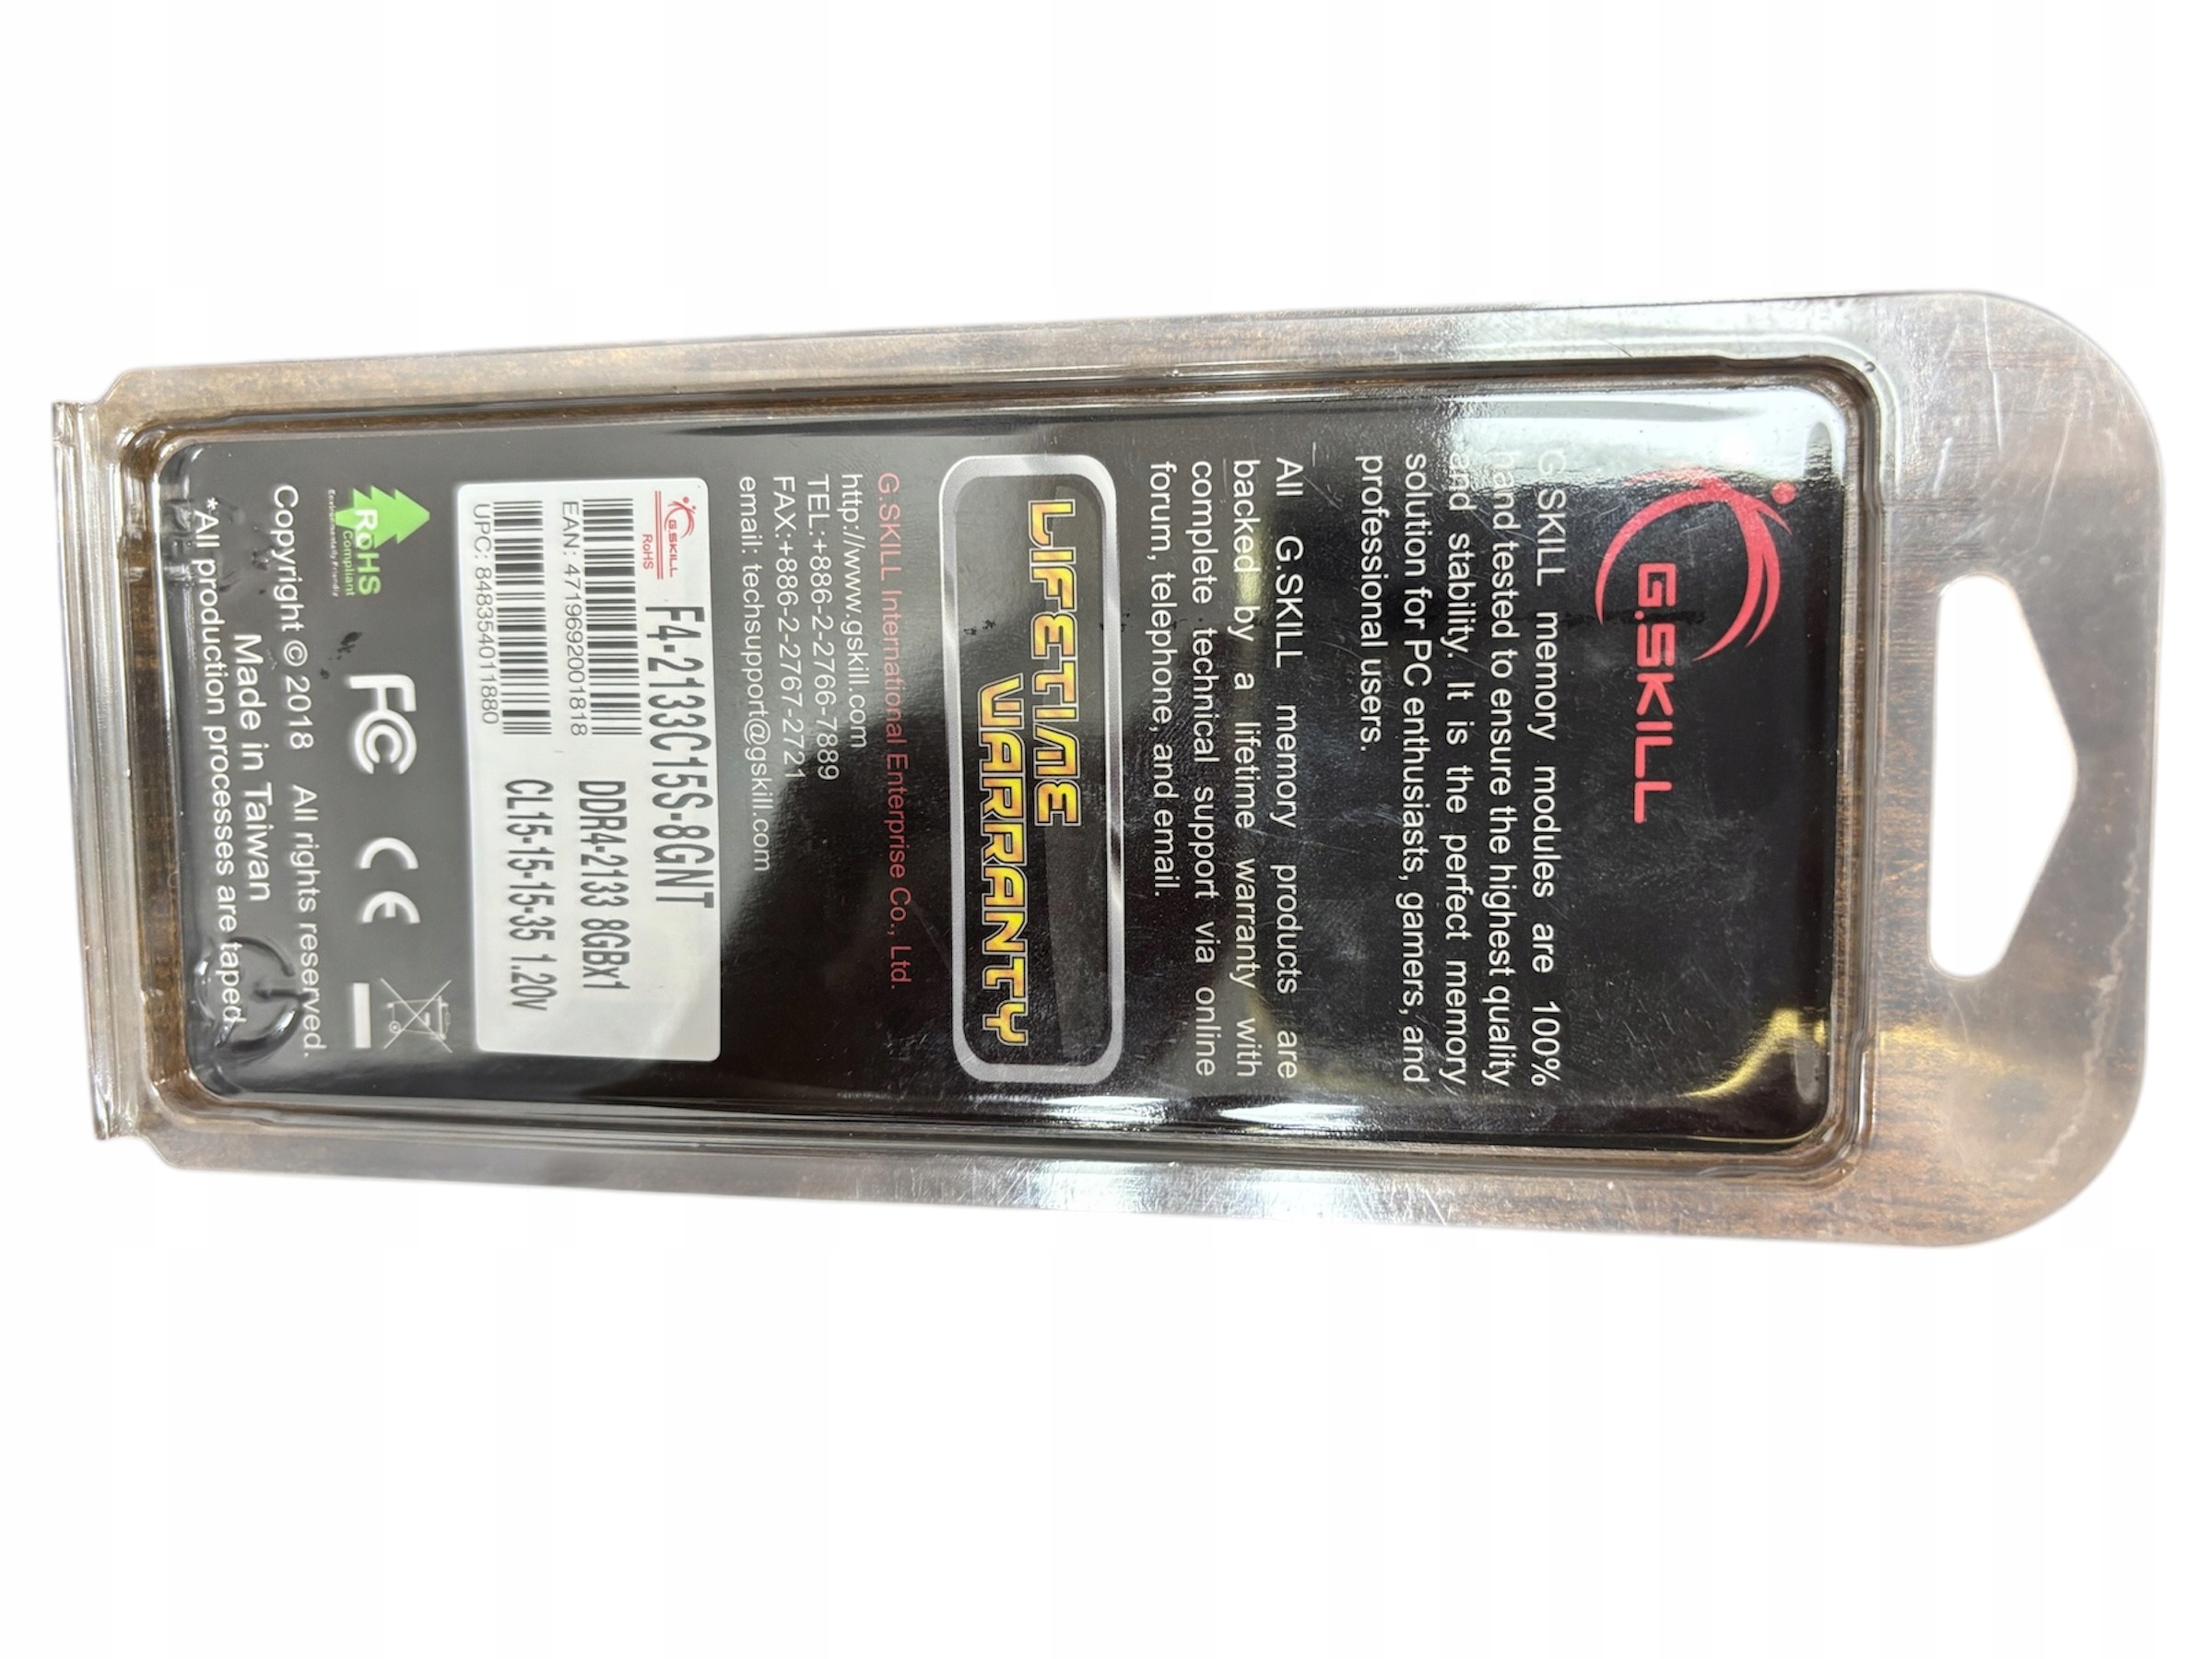 G.SKILL
G.SKILL memory modules are 100%
hand tested to ensure the highest quality
and stability. It is the perfect memory
solution for PC enthusiasts, gamers, and
professional users.
All G.SKILL memory products are
backed by a lifetime warranty with
complete technical support via online
forum, telephone, and email.
LIFETIME
WARRANTY
G.SKILL International Enterprise Co., Ltd.
http://www.gskill.com
TEL:+886-2-2766-7889
FAX:+886-2-2767-2721
email: techsupport@gskill.com
G.SKILL
RoHS
F4-2133C15S-8GNT
EAN: 4719692001818
DDR4-2133 8GBx1
UPC: 848354011880
CL15-15-15-35 1.20v
RoHS
Compliant
Environmentally Friendly
FC
CE
Copyright © 2018 All rights reserved.
Made in Taiwan
*All production processes are taped.